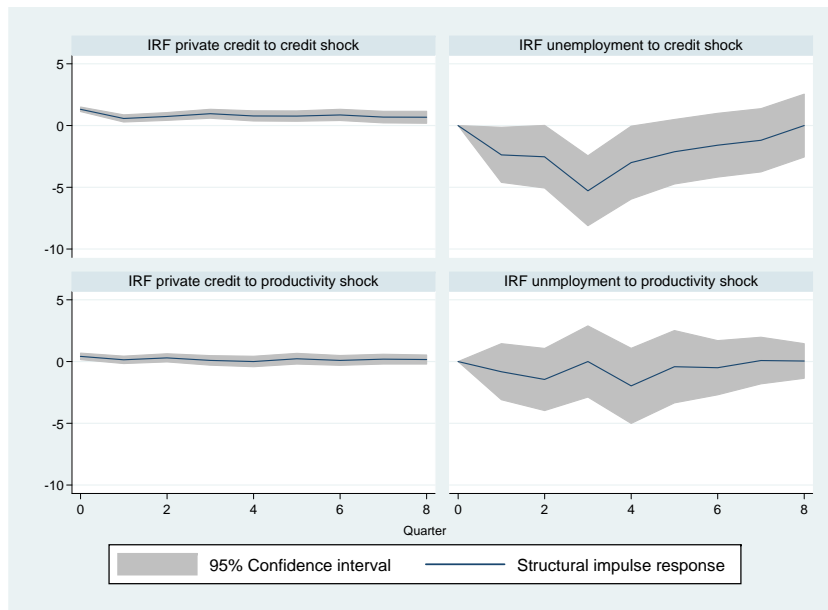 IRF private credit to credit shock
IRF unemployment to credit shock
5
0
-5
-10
IRF private credit to productivity shock
IRF unmployment to productivity shock
5
0
-5
-10
0 2 4 6 8
0 2 4 6 8
Quarter
95% Confidence interval
Structural impulse response